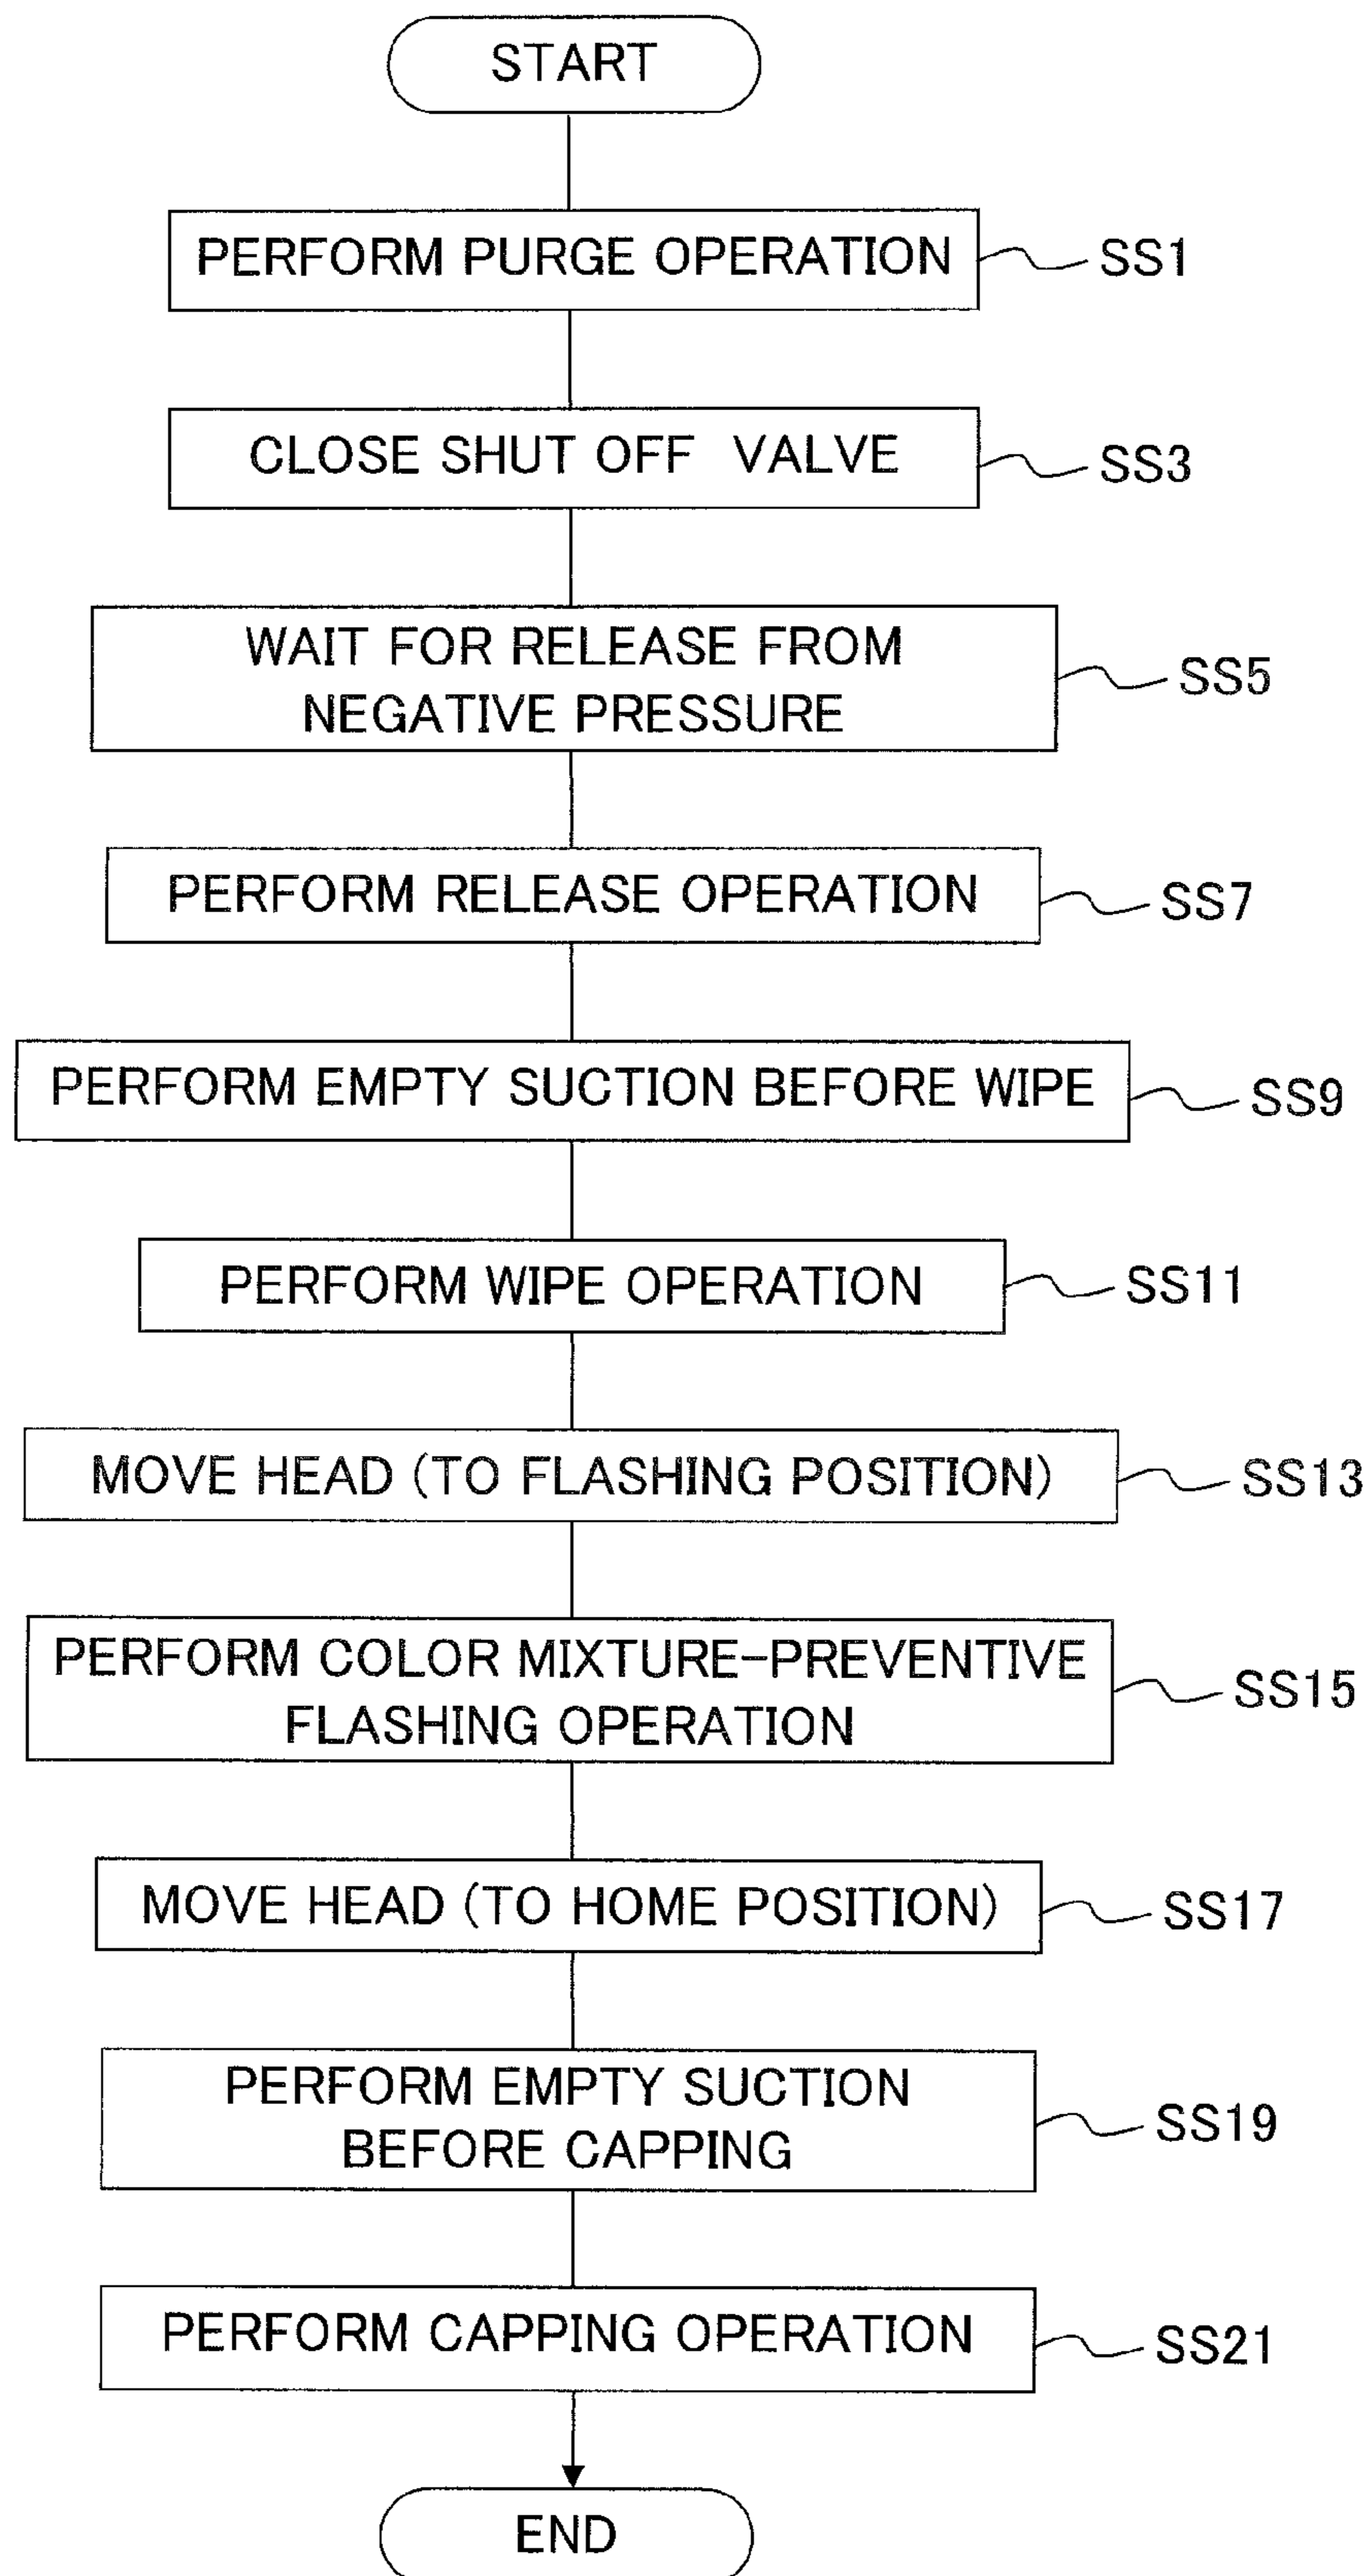 START
PERFORM PURGE OPERATION
SS1
CLOSE SHUT OFF VALVE
SS3
WAIT FOR RELEASE FROM
NEGATIVE PRESSURE
SS5
PERFORM RELEASE OPERATION
SS7
PERFORM EMPTY SUCTION BEFORE WIPE
SS9
PERFORM WIPE OPERATION
SS11
MOVE HEAD (TO FLASHING POSITION)
SS13
PERFORM COLOR MIXTURE-PREVENTIVE
FLASHING OPERATION
SS15
MOVE HEAD (TO HOME POSITION)
SS17
PERFORM EMPTY SUCTION
BEFORE CAPPING
SS19
PERFORM CAPPING OPERATION
SS21
END